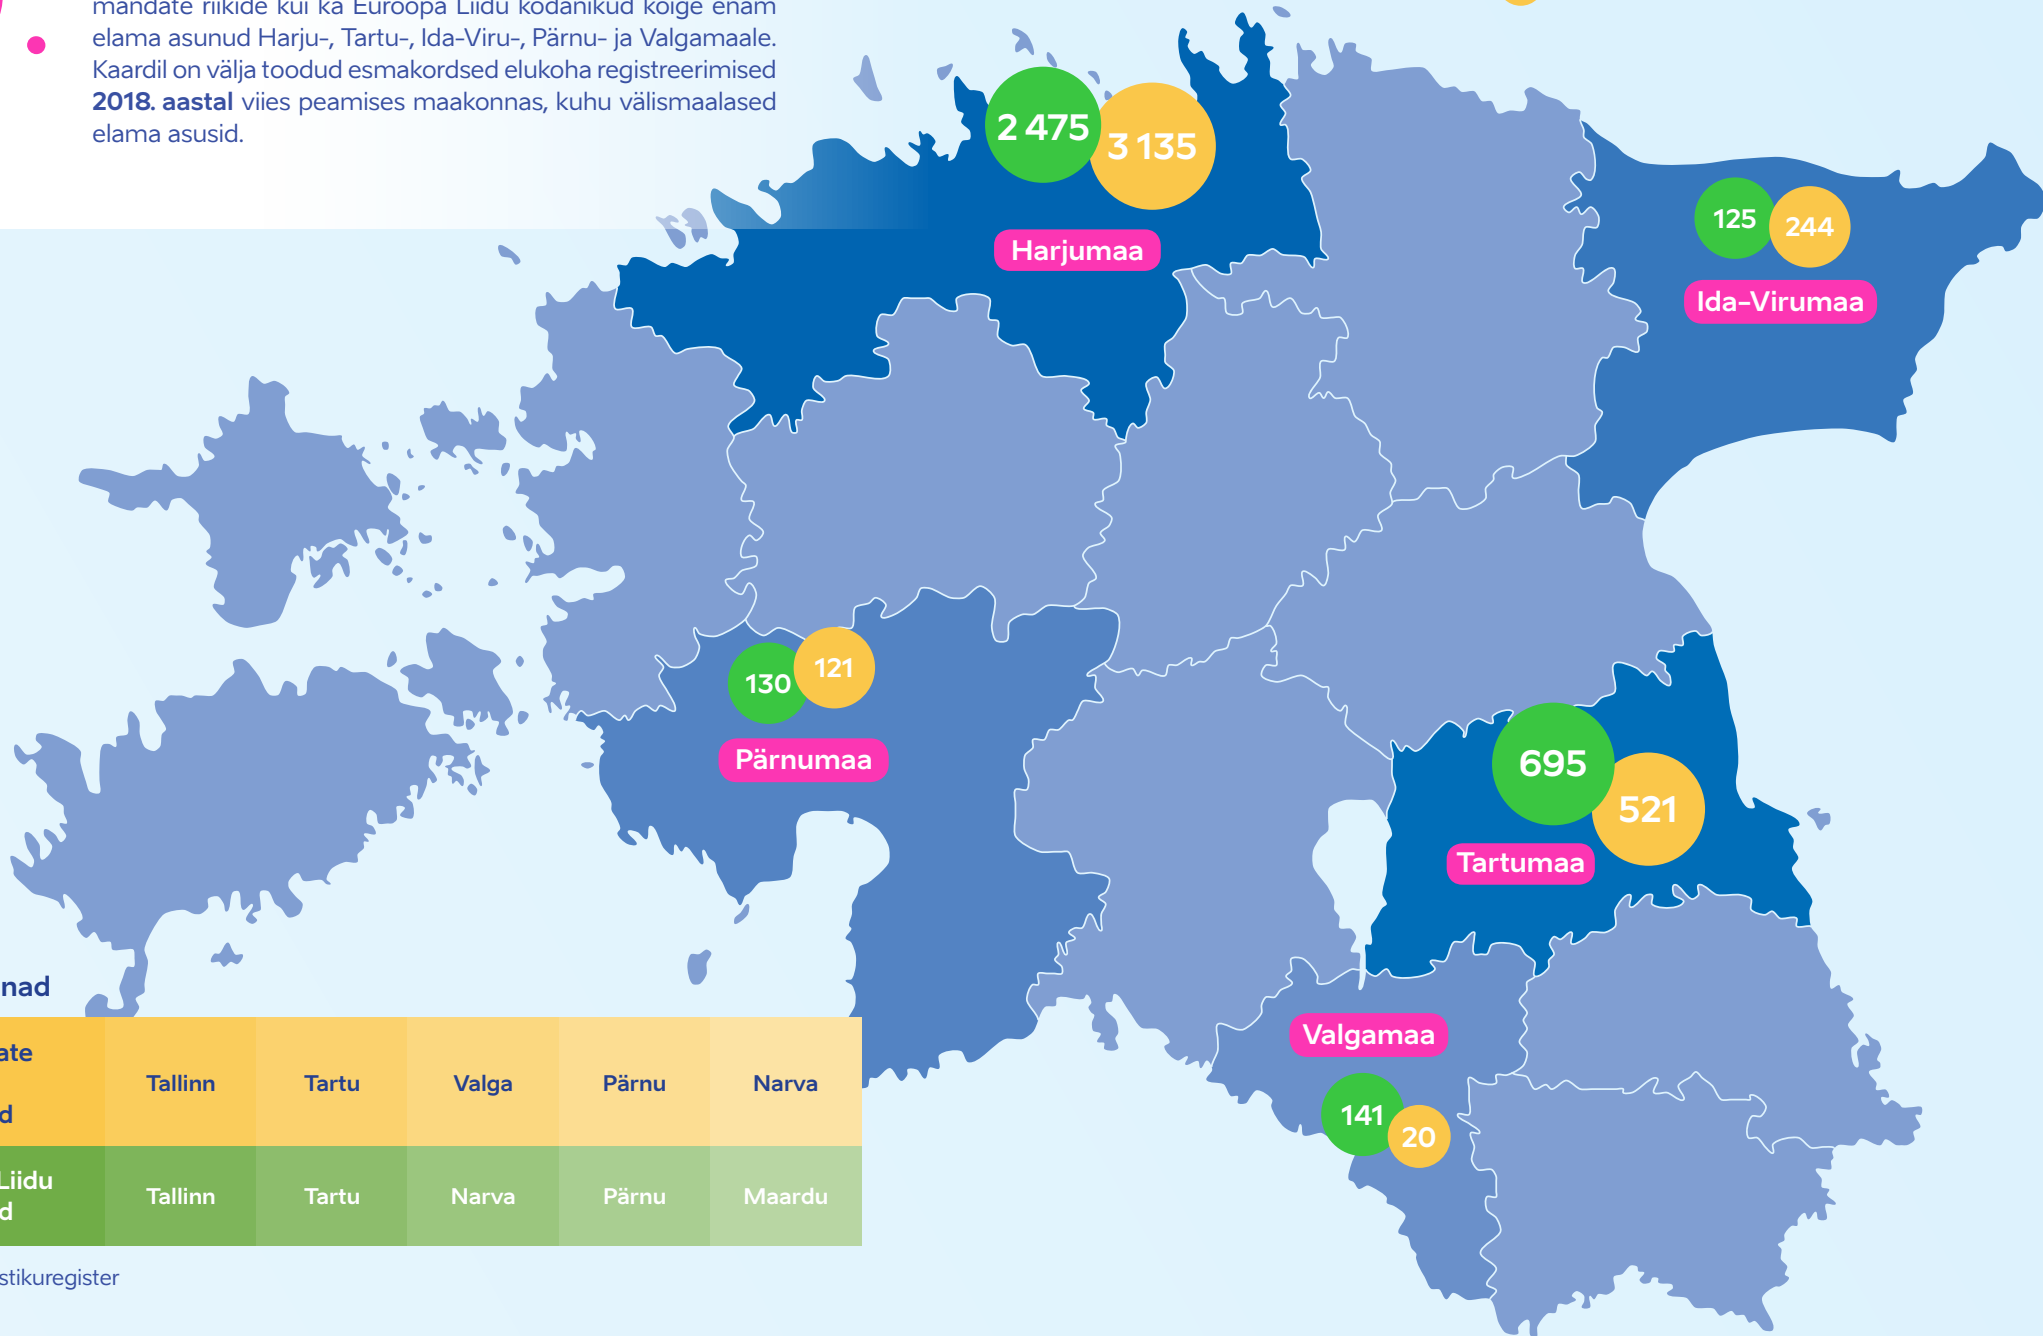 mandate riikide kui ka Euroopa Liidu kodanikud kõige enam
elama asunud Harju-, Tartu-, Ida-Viru-, Pärnu- ja Valgamaale.
Kaardil on välja toodud esmakordsed elukoha registreerimised
2018. aastal viies peamises maakonnas, kuhu välismaalased
elama asusid.
2 475
3 135
Harjumaa
125
244
Ida-Virumaa
130
121
Pärnumaa
695
521
Tartumaa
Valgamaa
141
20
nad
ate
d
Tallinn
Tartu
Valga
Pärnu
Narva
Liidu
d
Tallinn
Tartu
Narva
Pärnu
Maardu
stikuregister